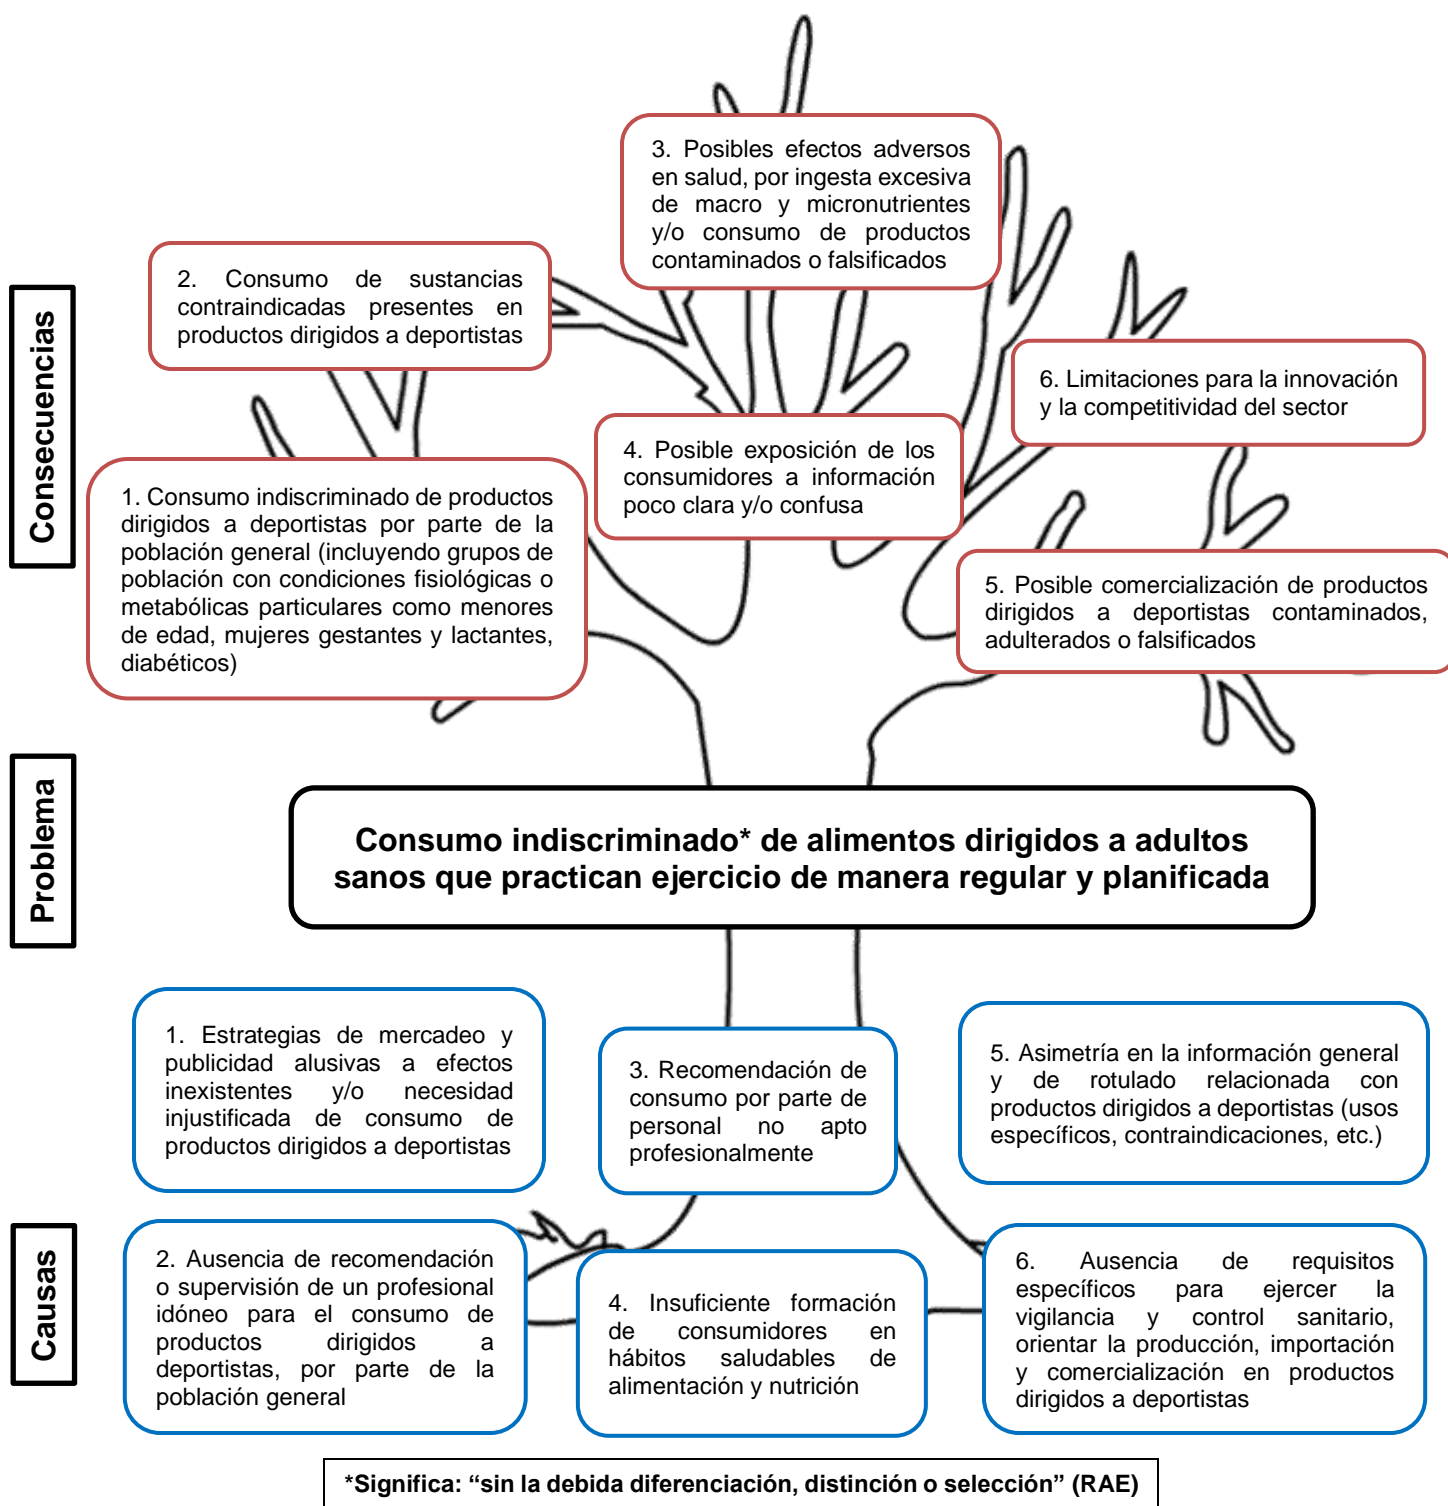 Consecuencias
3. Posibles efectos adversos
en salud, por ingesta excesiva
de macro y micronutrientes
y/o consumo de productos
contaminados o falsificados
2. Consumo de sustancias
contraindicadas presentes en
productos dirigidos a deportistas
6. Limitaciones para la innovación
y la competitividad del sector
4. Posible exposición de los
consumidores a información
poco clara y/o confusa
1. Consumo indiscriminado de productos
dirigidos a deportistas por parte de la
población general (incluyendo grupos de
población con condiciones fisiológicas o
metabólicas particulares como menores
de edad, mujeres gestantes y lactantes,
diabéticos)
5. Posible comercialización de productos
dirigidos a deportistas contaminados,
adulterados o falsificados
Problema
Consumo indiscriminado* de alimentos dirigidos a adultos
sanos que practican ejercicio de manera regular y planificada
Causas
1. Estrategias de mercadeo y
publicidad alusivas a efectos
inexistentes y/o necesidad
injustificada de consumo de
productos dirigidos a deportistas
3. Recomendación de
consumo por parte de
personal no apto
profesionalmente
5. Asimetría en la información general
y de rotulado relacionada con
productos dirigidos a deportistas (usos
específicos, contraindicaciones, etc.)
2. Ausencia de recomendación
o supervisión de un profesional
idóneo para el consumo de
productos dirigidos a
deportistas, por parte de la
población general
4. Insuficiente formación
de consumidores en
hábitos saludables de
alimentación y nutrición
6. Ausencia de requisitos
específicos para ejercer la
vigilancia y control sanitario,
orientar la producción, importación
y comercialización en productos
dirigidos a deportistas
*Significa: “sin la debida diferenciación, distinción o selección” (RAE)